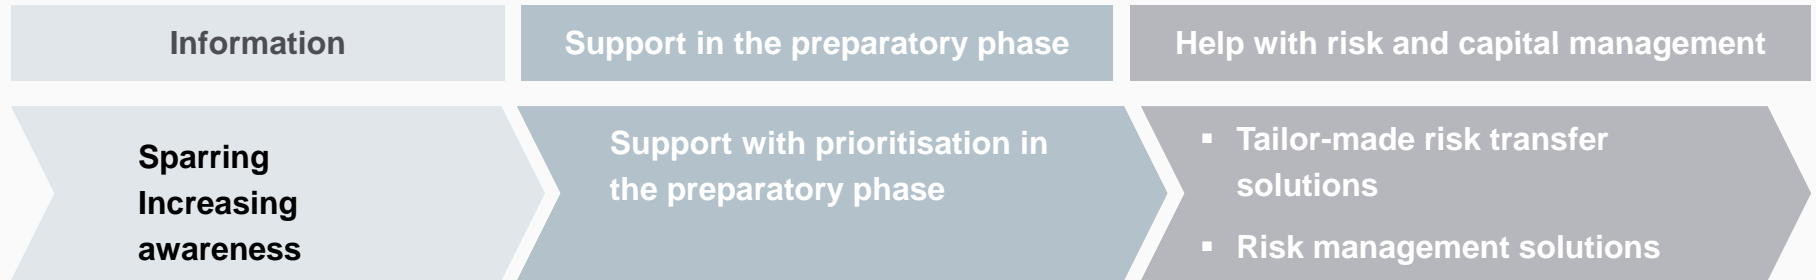 Information
Support in the preparatory phase
Help with risk and capital management
Sparring
Increasing
awareness
Support with prioritisation in
the preparatory phase
▪ Tailor-made risk transfer
solutions
▪ Risk management solutions